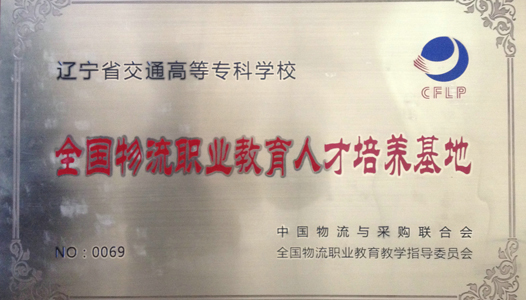 辽宁省交通高等专科学校
CFLP
全国物流职业教育人才培养基地
中国物流与采购联合会
NO:0069
全国物流职业教育教学指导委员会